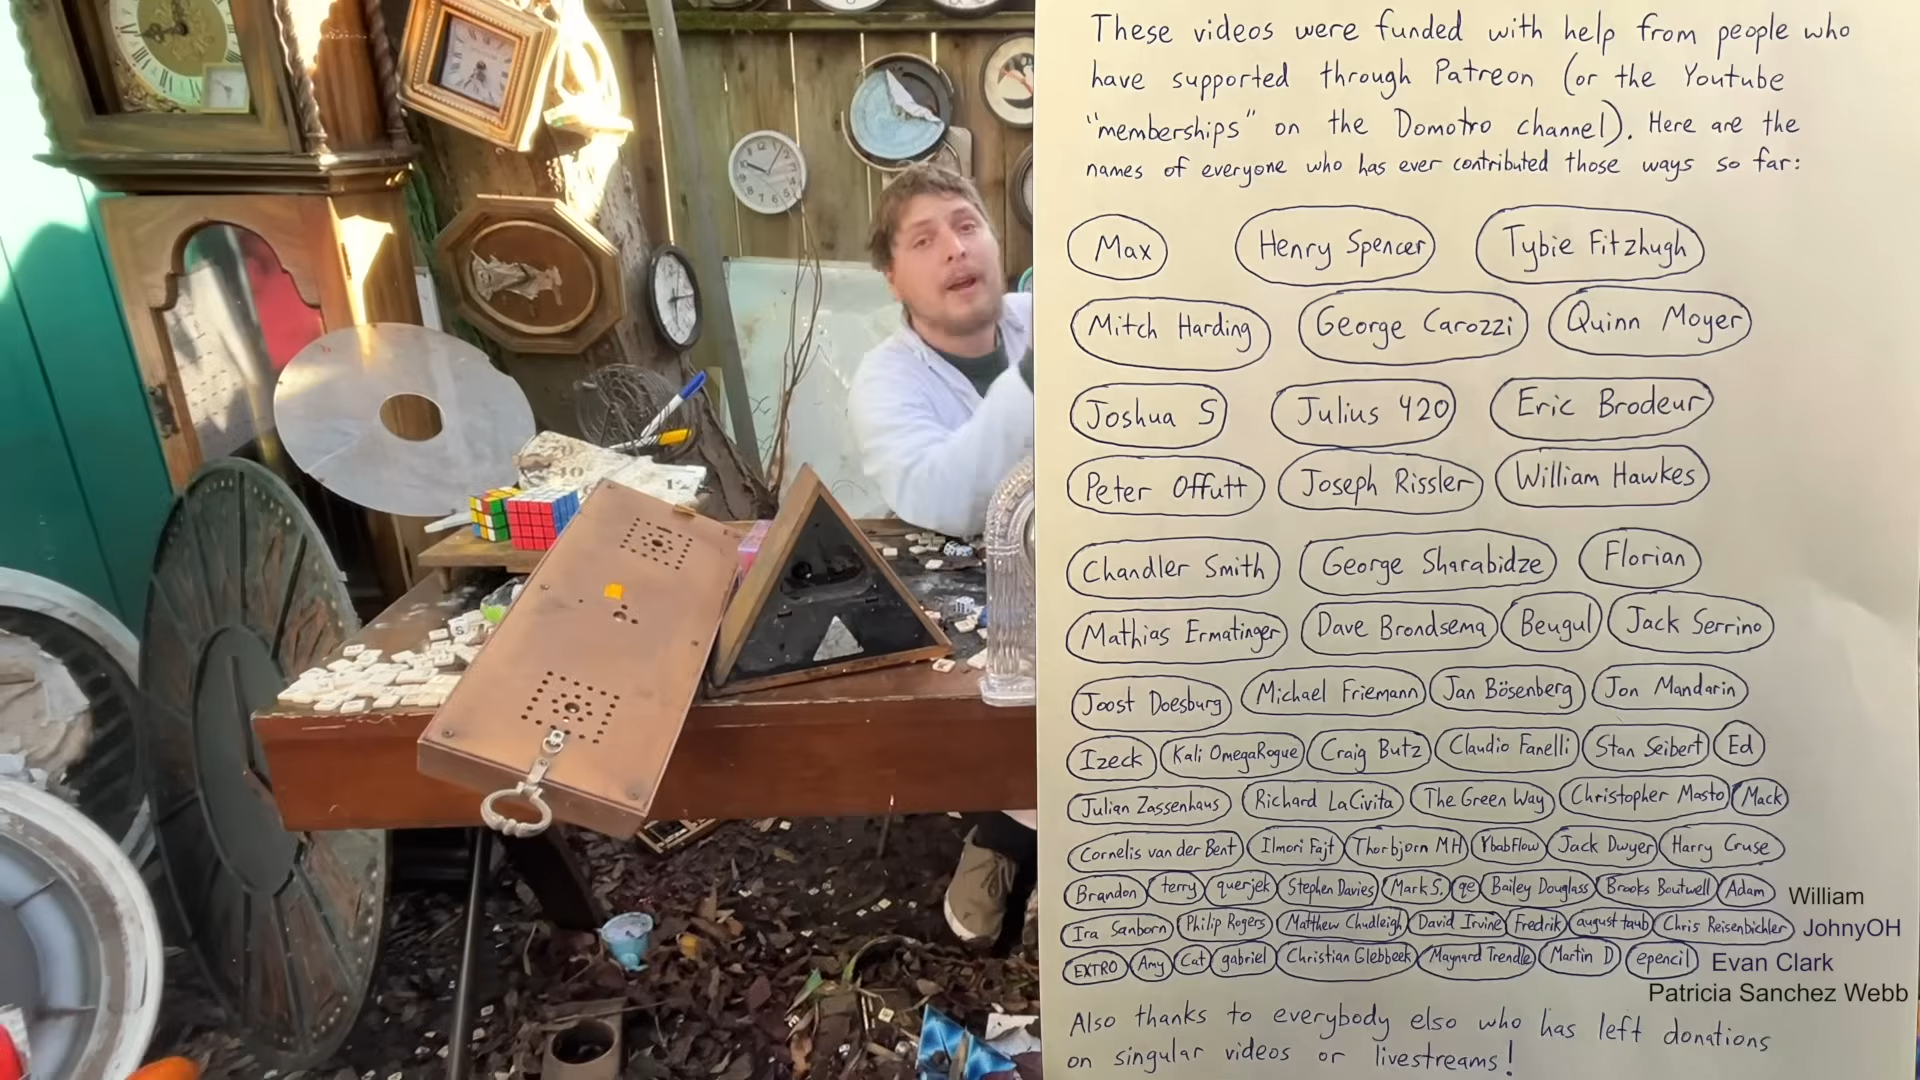 These videos were funded with help from people who
have supported through Patreon (or the Youtube
"memberships" on the Domotro channel). Here are the
names of everyone who has ever contributed those ways so far:
Max Henry Spencer Tybie Fitzhugh
Mitch Harding George Carozzi Quinn Moyer
Joshua S Julius 420 Eric Brodeur
Peter Offutt Joseph Rissler William Hawkes
Chandler Smith George Sharabidze Florian
Mathias Ermatinger Dave Brondsema Beugul Jack Serrino
Joost Doesburg Michael Friemann Jan Bösenberg Jon Mandarin
Izeck Kali OmegaRogue Craig Butz Claudio Fanelli Stan Seibert Ed
Julian Zassenhaus Richard LaCivita The Green Way Christopher Masto Mack
Cornelis van der Bent Ilmori Fajt Thorbjorn MH YbabFlow Jack Dwyer Harry Cruse
Brandon terry querjek Stephen Davies Mark S. qe Bailey Douglass Brooks Boutwell Adam William
Ira Sanborn Philip Rogers Matthew Chudleigh David Irvine Fredrik august taub Chris Reisenbichler JohnyOH
EXTRO Amy Cat gabriel Christian Glebbeek Maynard Trendle Martin D epencil Evan Clark
Patricia Sanchez Webb
Also thanks to everybody else who has left donations
on singular videos or livestreams!